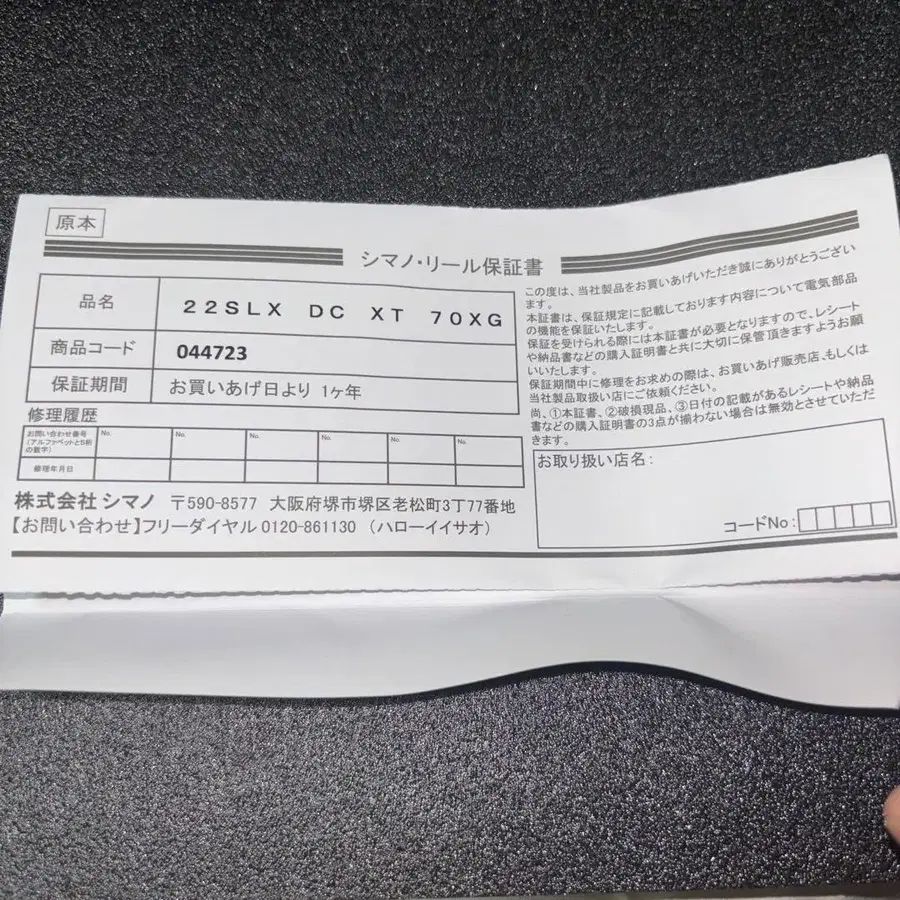 原本
シマノ・リール保証書
品名 22SLX DC XT 70XG
商品コード 044723
保証期間 お買いあげ日より 1ヶ年
修理履歴
お問い合わせ番号
(アルファベットと5桁
の数字)
No. No. No. No. No. No.
修理年月日
株式会社 シマノ 〒590-8577 大阪府堺市堺区老松町3丁77番地
【お問い合わせ】フリーダイヤル 0120-861130 (ハローイイサオ)
この度は、当社製品をお買いあげいただき誠にありがとうござい
ます。
本証書は、保証規定に記載しております内容について電気部品
の機能を保証いたします。
保証を受けられる際には本証書が必要となりますので、レシート
や納品書などの購入証明書と共に大切に保管頂きますようお願
いいたします。
保証期間中に修理をお求めの際は、お買いあげ販売店、もしくは
当社製品取扱い店にご依頼ください。
尚、①本証書、②破損現品、③日付の記載があるレシートや納品
書などの購入証明書の3点が揃わない場合は無効とさせていただ
きます。
お取り扱い店名:
コードNo: